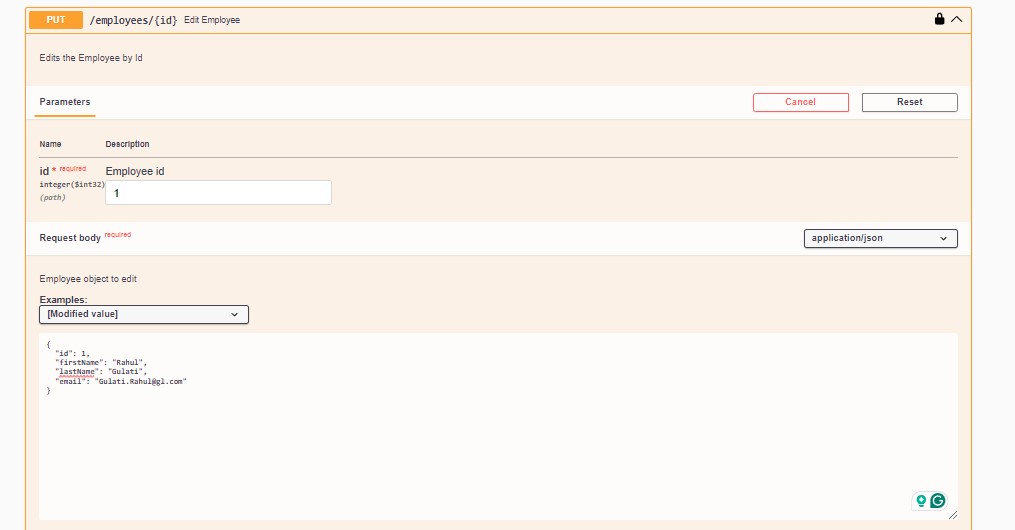 PUT /employees/{id} Edit Employee
Edits the Employee by Id
Parameters Cancel Reset
Name Description
id * required Employee id
integer($int32) 1
(path)
Request body required application/json
Employee object to edit
Examples:
[Modified value]
{
"id": 1,
"firstName": "Rahul",
"lastName": "Gulati",
"email": "Gulati.Rahul@gl.com"
}